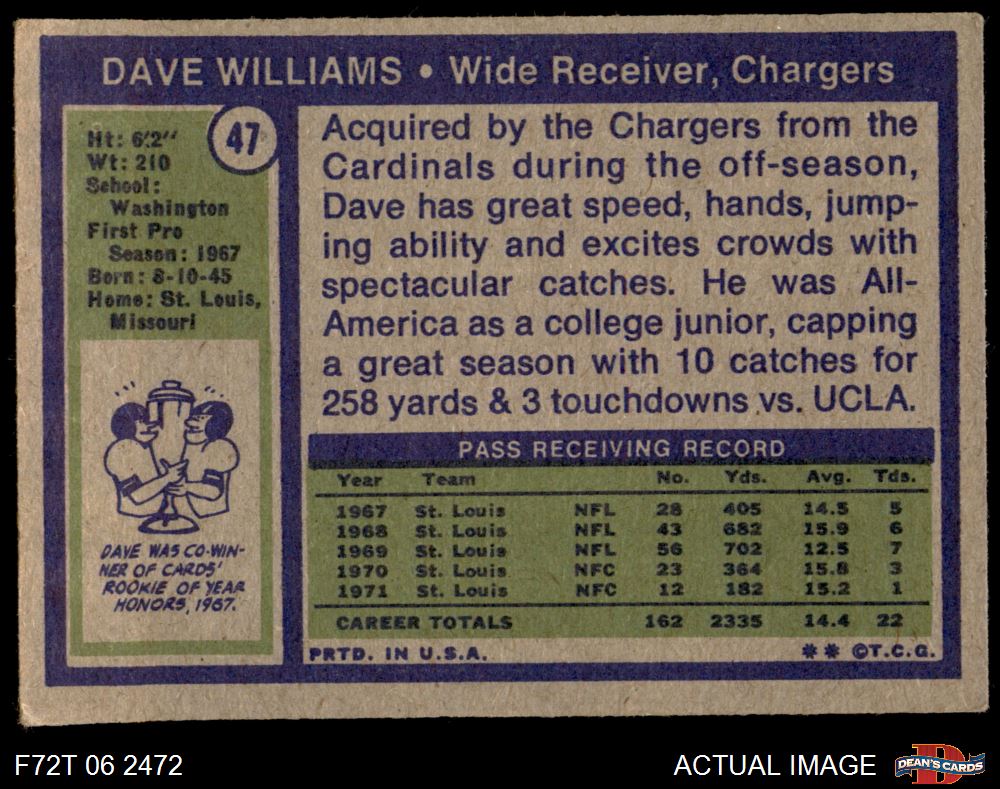 DAVE WILLIAMS • Wide Receiver, Chargers
47
Ht: 6'2"
Wt: 210
School:
Washington
First Pro
Season: 1967
Born: 8-10-45
Home: St. Louis,
Missouri
DAVE WAS CO-WIN-
NER OF CARDS'
ROOKIE OF YEAR
HONORS, 1967.
Acquired by the Chargers from the
Cardinals during the off-season,
Dave has great speed, hands, jump-
ing ability and excites crowds with
spectacular catches. He was All-
America as a college junior, capping
a great season with 10 catches for
258 yards & 3 touchdowns vs. UCLA.
PASS RECEIVING RECORD
Year Team No. Yds. Avg. Tds.
1967 St. Louis NFL 28 405 14.5 5
1968 St. Louis NFL 43 682 15.9 6
1969 St. Louis NFL 56 702 12.5 7
1970 St. Louis NFC 23 364 15.8 3
1971 St. Louis NFC 12 182 15.2 1
CAREER TOTALS 162 2335 14.4 22
PRTD. IN U.S.A. ** ©T.C.G.
F72T 06 2472 ACTUAL IMAGE D DEAN'S CARDS